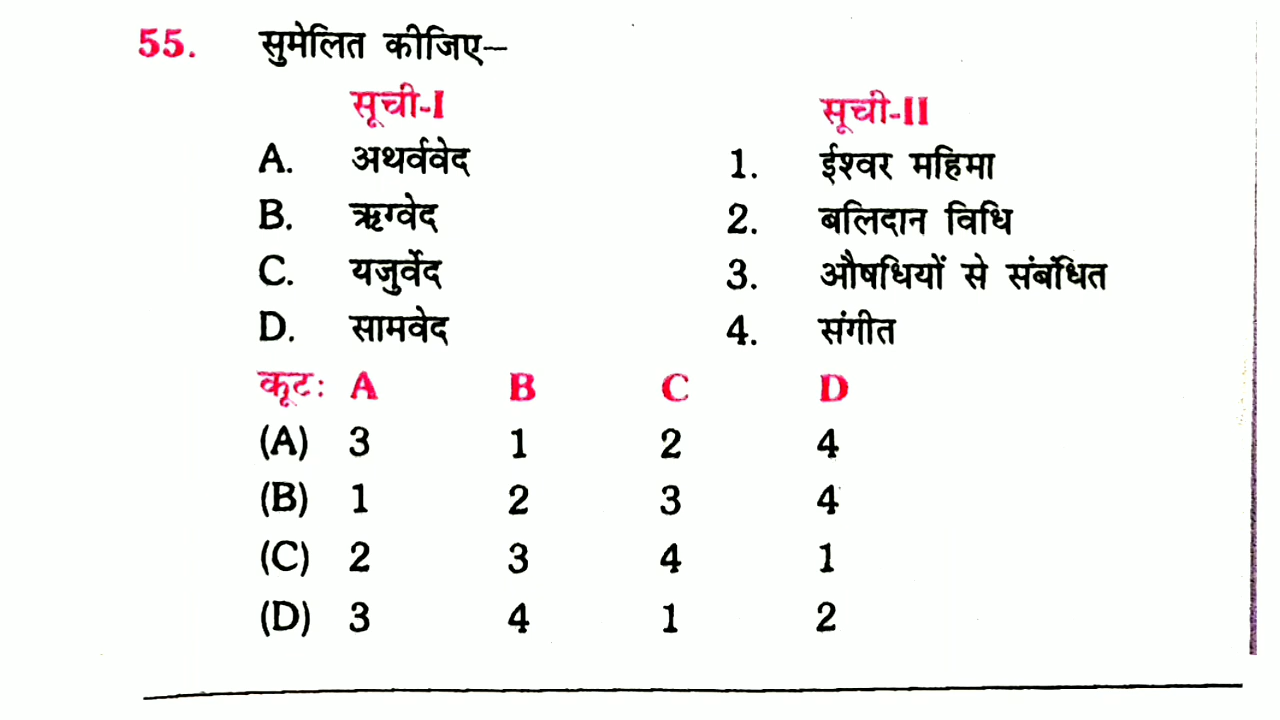 55. सुमेलित कीजिए–
सूची-I सूची-II
A. अथर्ववेद 1. ईश्वर महिमा
B. ऋग्वेद 2. बलिदान विधि
C. यजुर्वेद 3. औषधियों से संबंधित
D. सामवेद 4. संगीत
कूट: A B C D
(A) 3 1 2 4
(B) 1 2 3 4
(C) 2 3 4 1
(D) 3 4 1 2